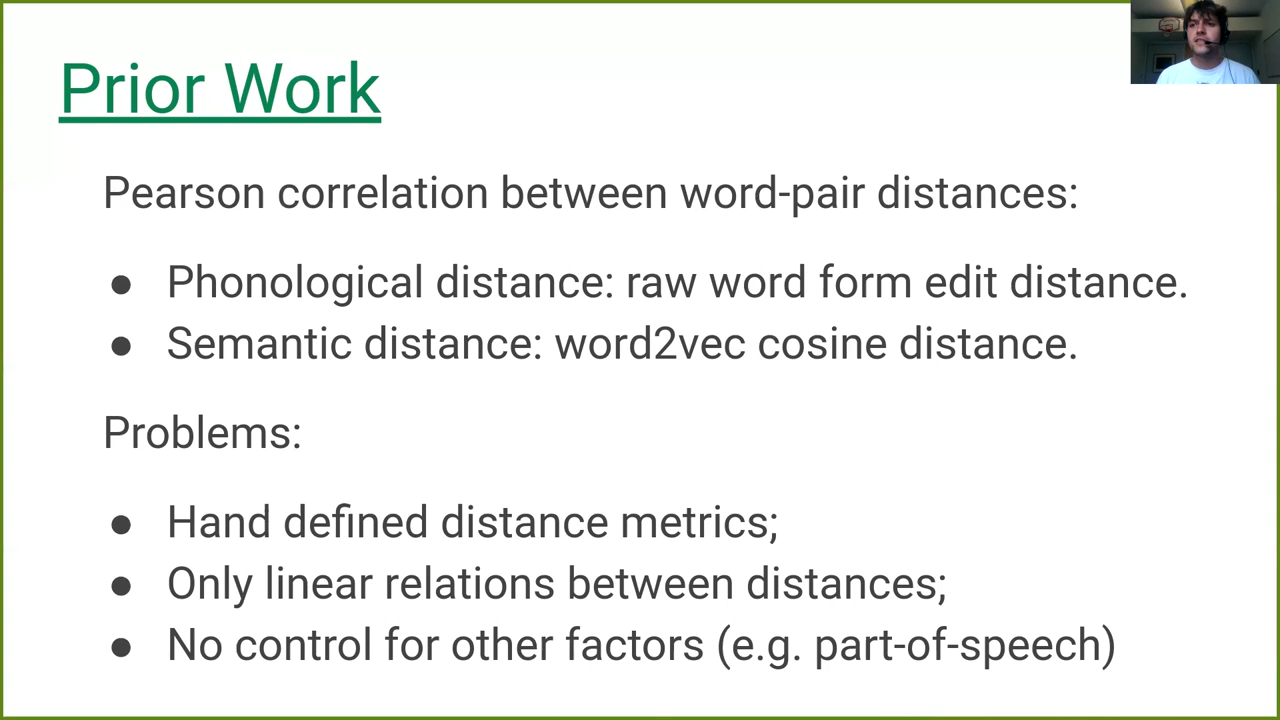 Prior Work
Pearson correlation between word-pair distances:
● Phonological distance: raw word form edit distance.
● Semantic distance: word2vec cosine distance.
Problems:
● Hand defined distance metrics;
● Only linear relations between distances;
● No control for other factors (e.g. part-of-speech)